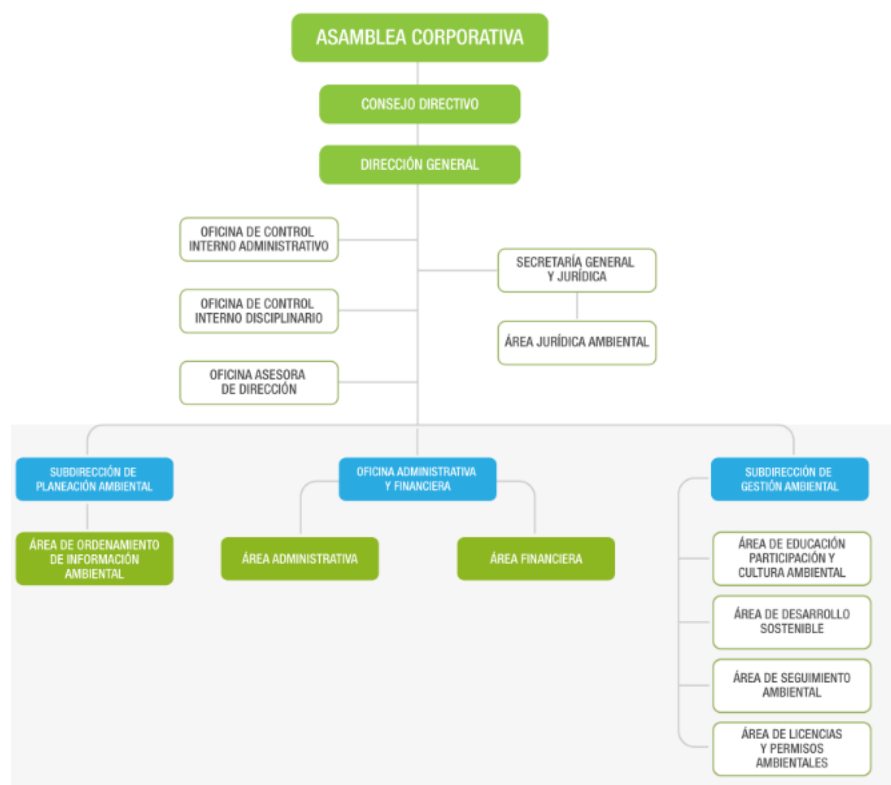 ASAMBLEA CORPORATIVA
CONSEJO DIRECTIVO
DIRECCIÓN GENERAL
OFICINA DE CONTROL
INTERNO ADMINISTRATIVO
SECRETARÍA GENERAL
Y JURÍDICA
OFICINA DE CONTROL
INTERNO DISCIPLINARIO
ÁREA JURÍDICA AMBIENTAL
OFICINA ASESORA
DE DIRECCIÓN
SUBDIRECCIÓN DE
PLANEACIÓN AMBIENTAL
OFICINA ADMINISTRATIVA
Y FINANCIERA
SUBDIRECCIÓN DE
GESTIÓN AMBIENTAL
ÁREA DE ORDENAMIENTO
DE INFORMACIÓN
AMBIENTAL
ÁREA ADMINISTRATIVA
ÁREA FINANCIERA
ÁREA DE EDUCACIÓN
PARTICIPACIÓN Y
CULTURA AMBIENTAL
ÁREA DE DESARROLLO
SOSTENIBLE
ÁREA DE SEGUIMIENTO
AMBIENTAL
ÁREA DE LICENCIAS
Y PERMISOS
AMBIENTALES